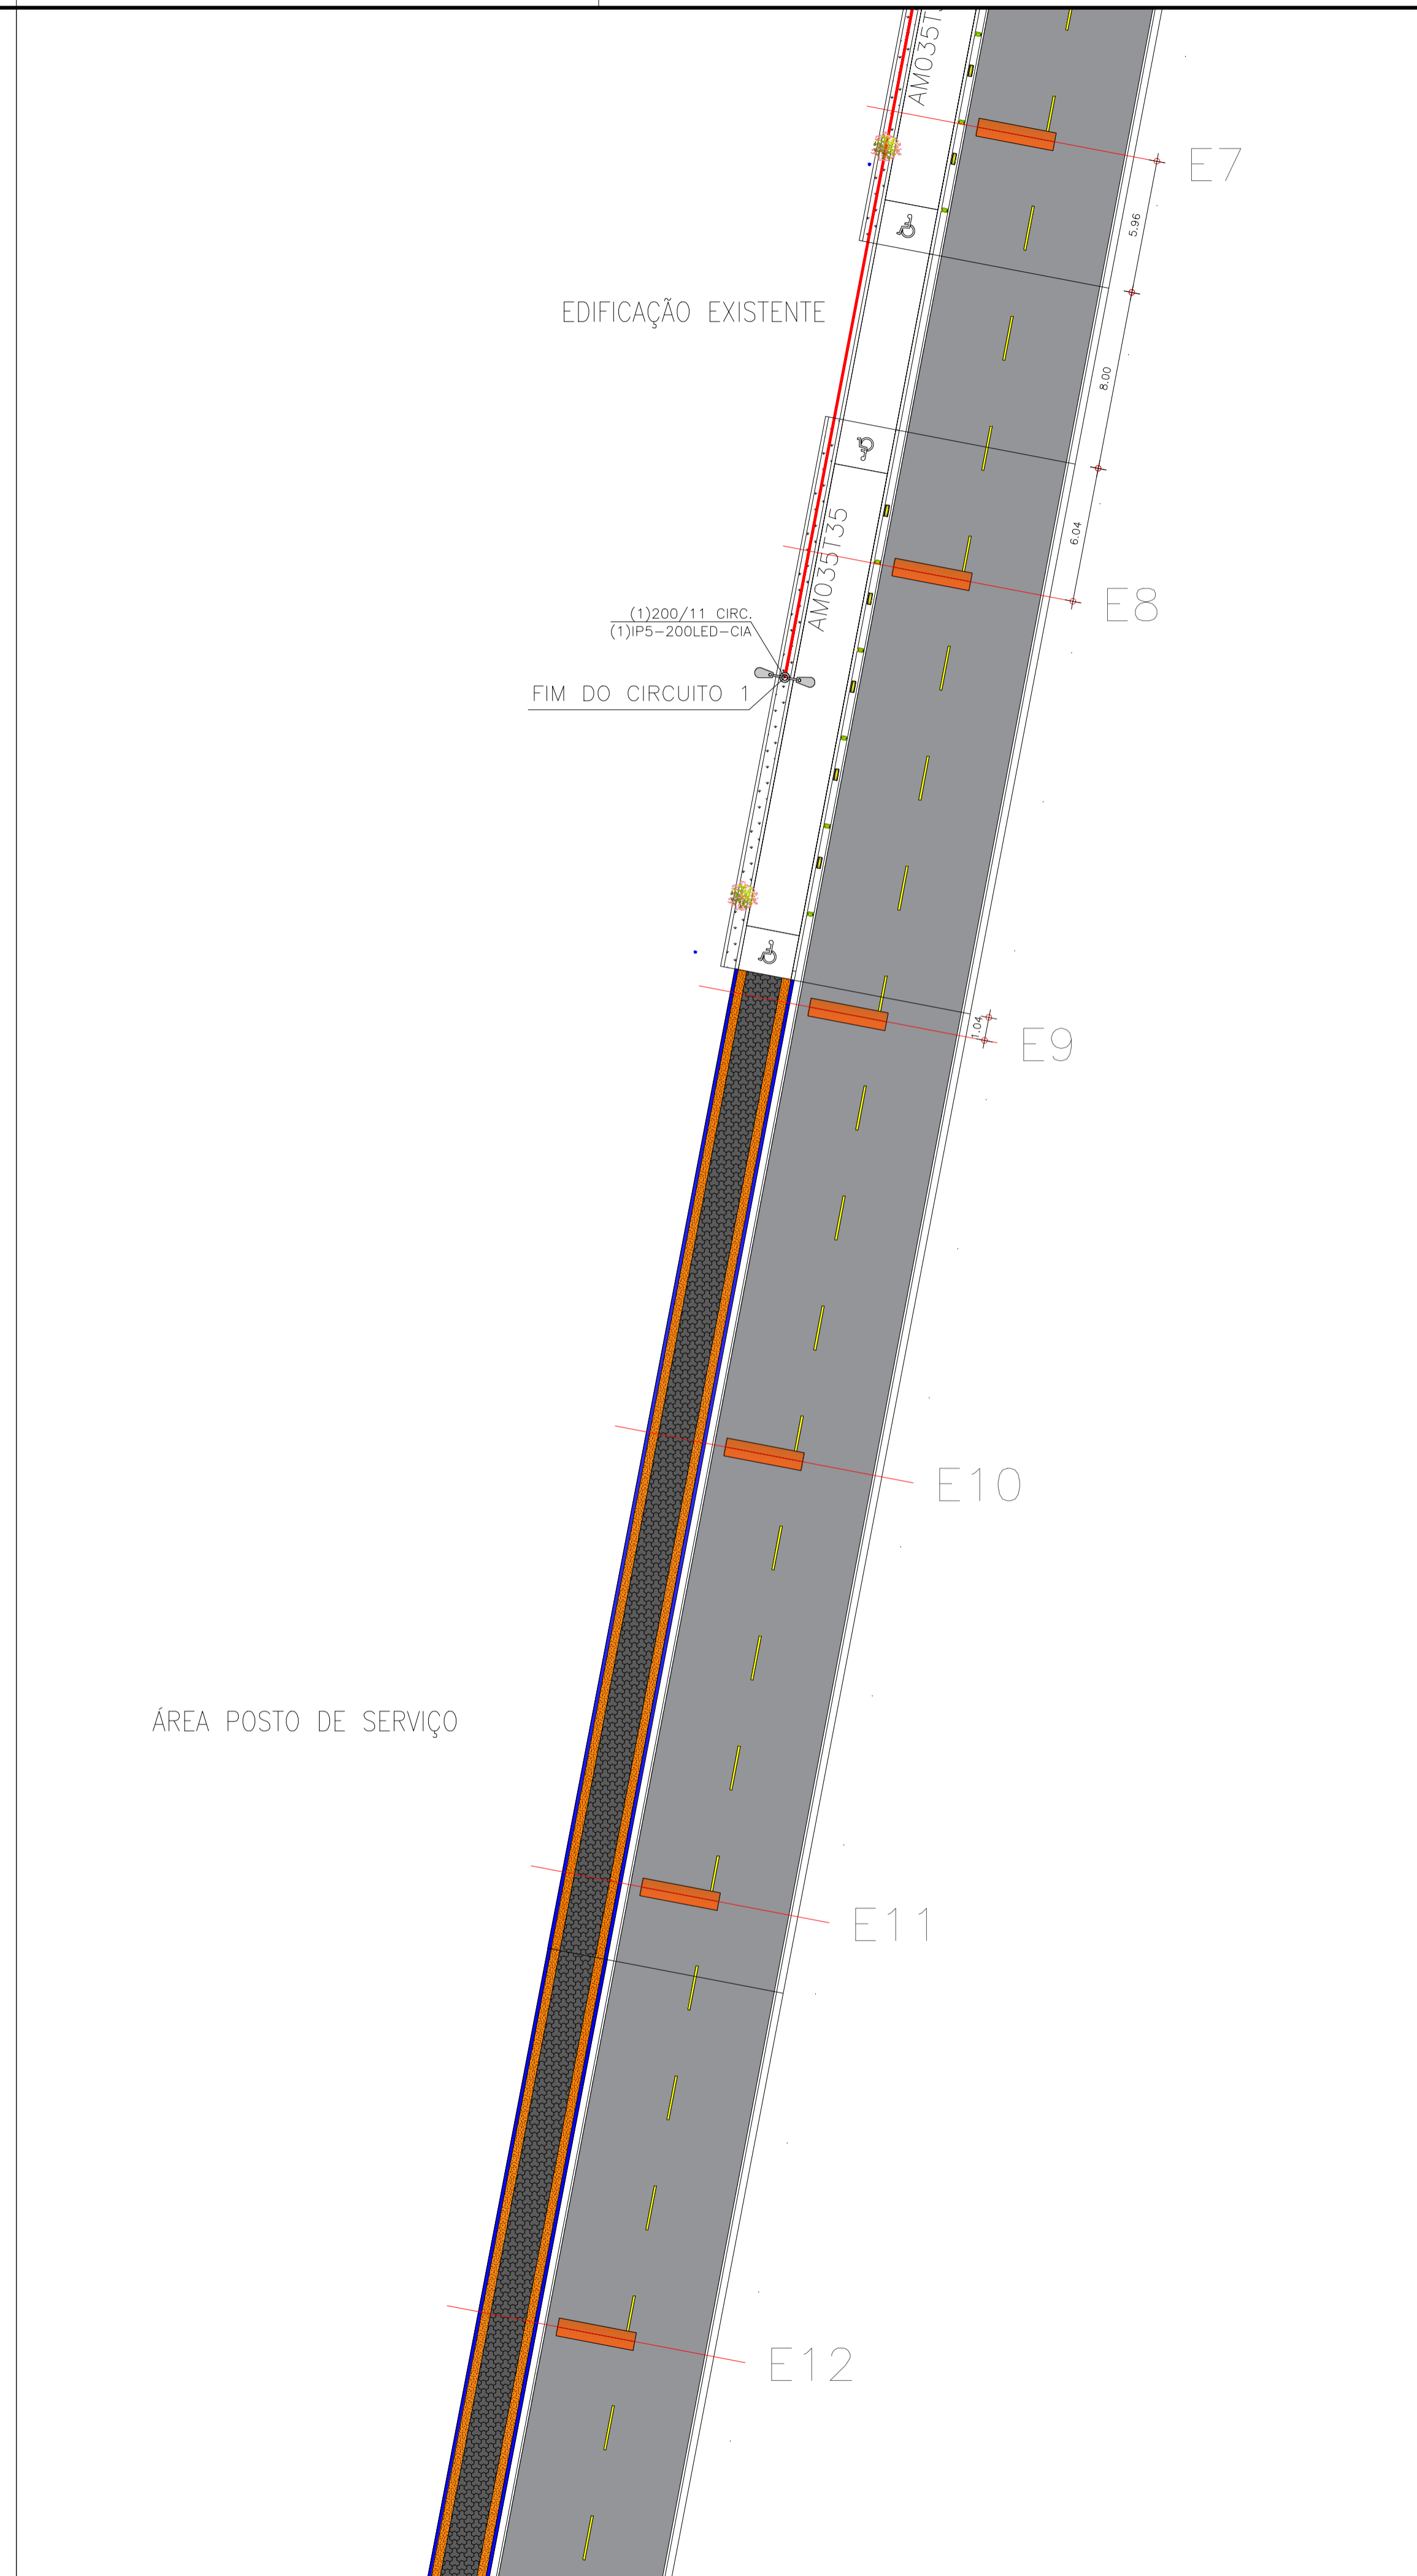 AM035T
E7
5.96
EDIFICAÇÃO EXISTENTE
8.00
6.04
AM035T35
E8
(1)200/11 CIRC.
(1)IP5-200LED-CIA
FIM DO CIRCUITO 1
1.04
E9
E10
ÁREA POSTO DE SERVIÇO
E11
E12